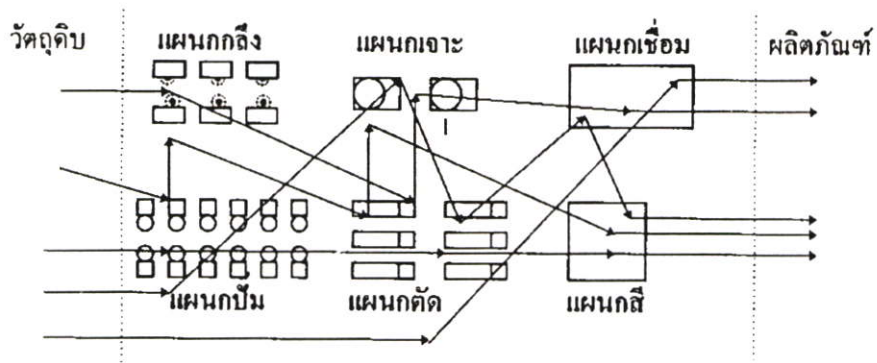 วัตถุดิบ
แผนกกลึง
แผนกเจาะ
แผนกเชื่อม
ผลิตภัณฑ์
แผนกปั๊ม
แผนกตัด
แผนกสี